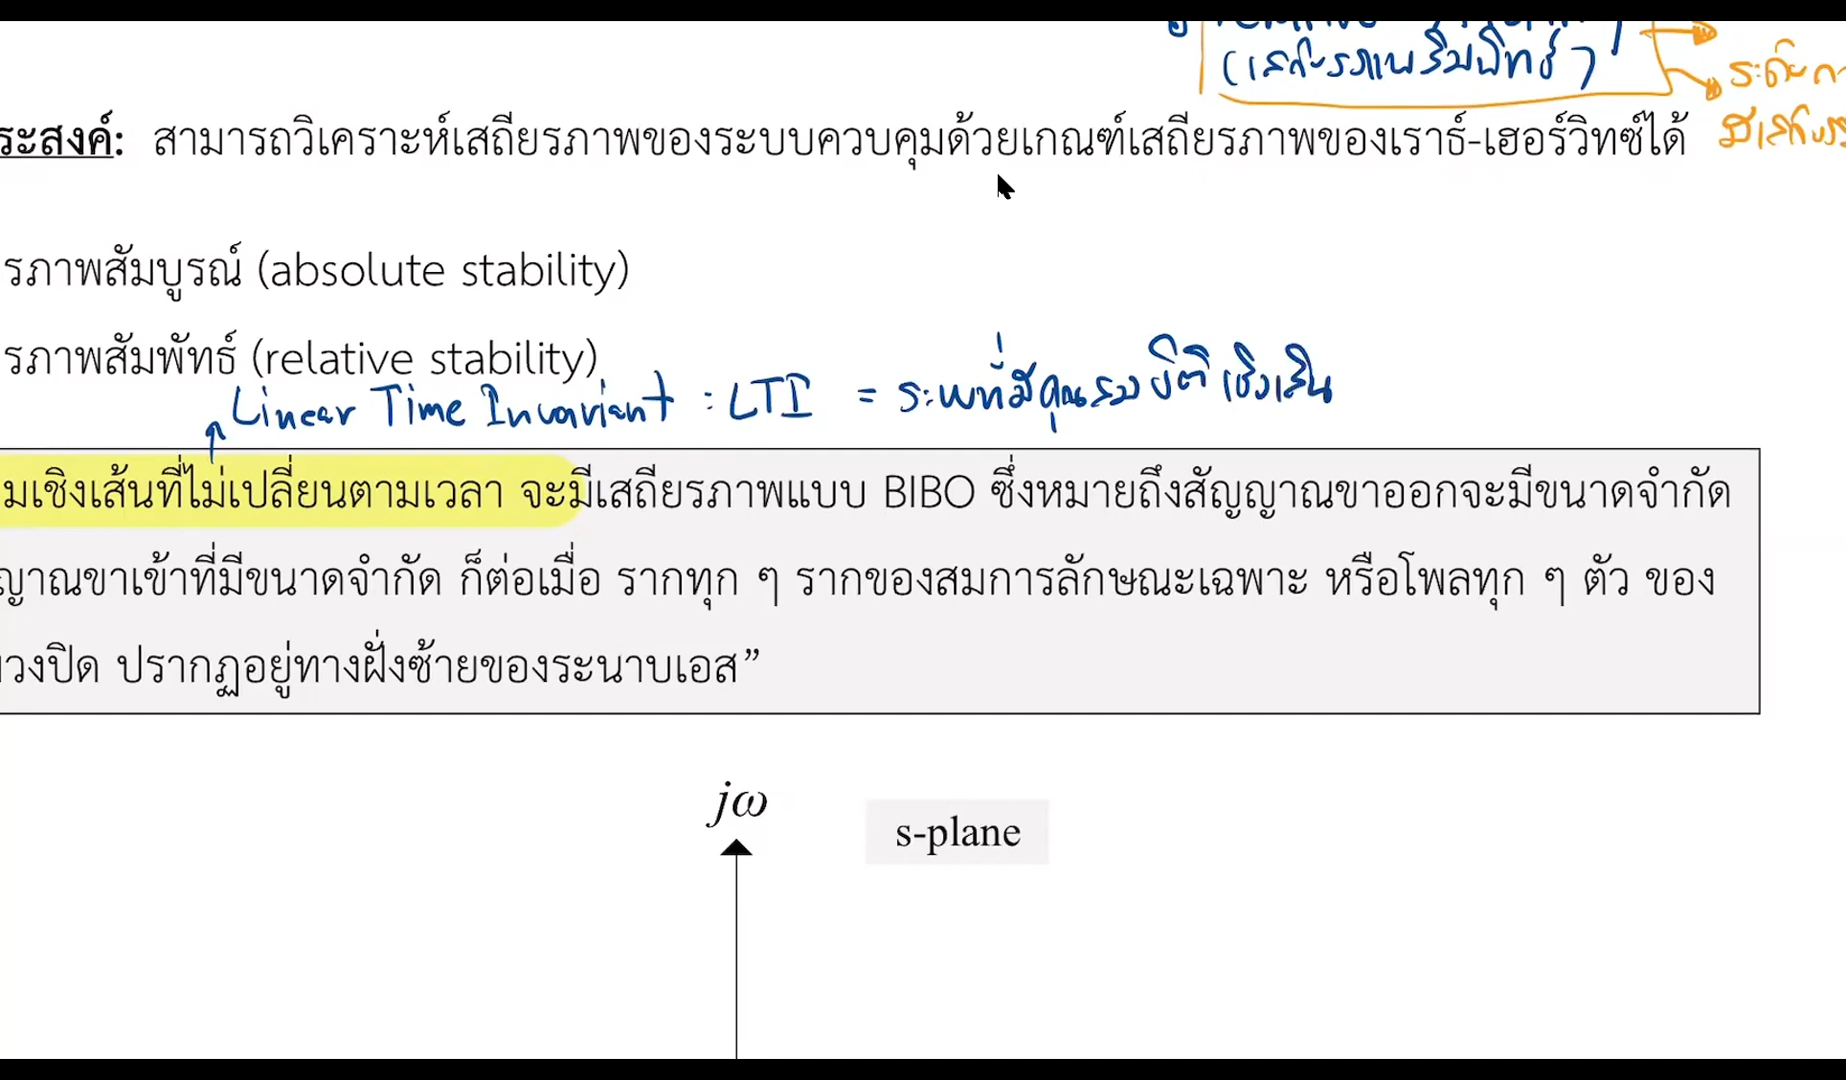 (เสถียรภาพสัมพัทธ์)
ระสงค์: สามารถวิเคราะห์เสถียรภาพของระบบควบคุมด้วยเกณฑ์เสถียรภาพของเราธ์-เฮอร์วิทซ์ได้
รภาพสัมบูรณ์ (absolute stability)
รภาพสัมพัทธ์ (relative stability)
Linear Time Invariant : LTI = ระบบที่มีคุณสมบัติเชิงเส้น
มเชิงเส้นที่ไม่เปลี่ยนตามเวลา จะมีเสถียรภาพแบบ BIBO ซึ่งหมายถึงสัญญาณขาออกจะมีขนาดจำกัด
ญาณขาเข้าที่มีขนาดจำกัด ก็ต่อเมื่อ รากทุก ๆ รากของสมการลักษณะเฉพาะ หรือโพลทุก ๆ ตัว ของ
วงปิด ปรากฏอยู่ทางฝั่งซ้ายของระนาบเอส”
jω
s-plane